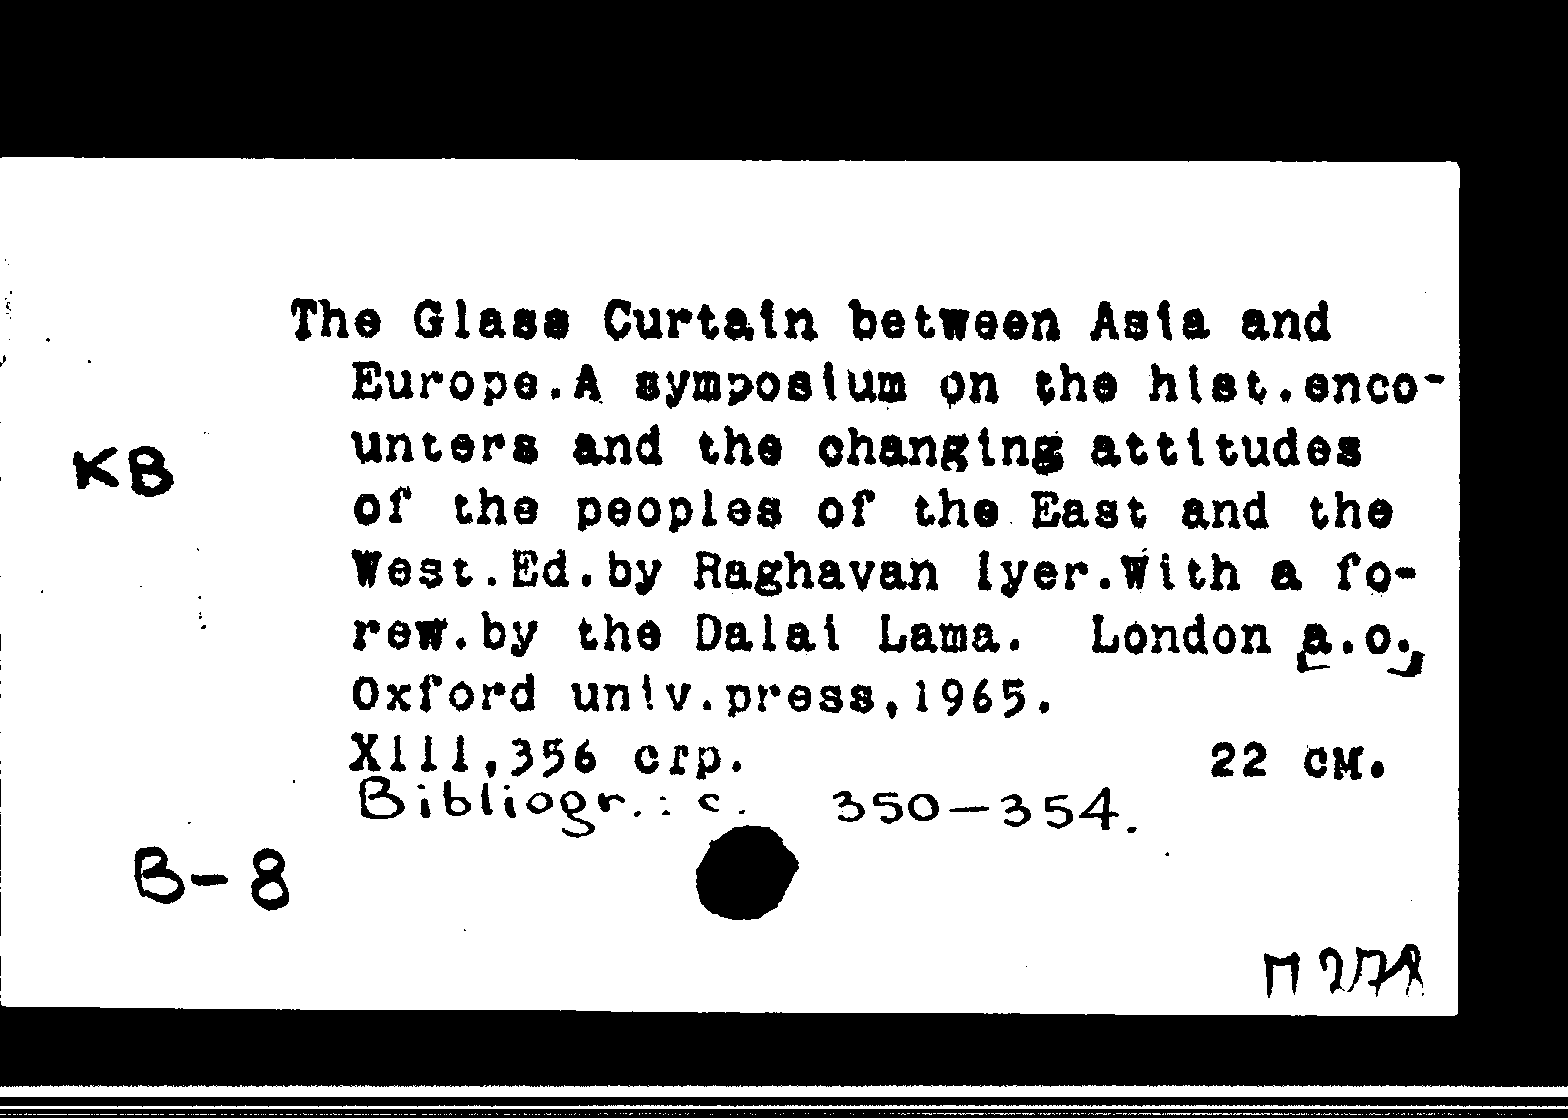 The Glass Curtain between Asia and
Europe.A symposium on the hist.enco-
unters and the changing attitudes
KB
of the peoples of the East and the
West.Ed.by Raghavan Iyer.With a fo-
rew.by the Dalai Lama. London [a.o.]
Oxford univ.press,1965.
XIII,356 стр. 22 см.
Bibliogr.: с. 350-354.
B-8